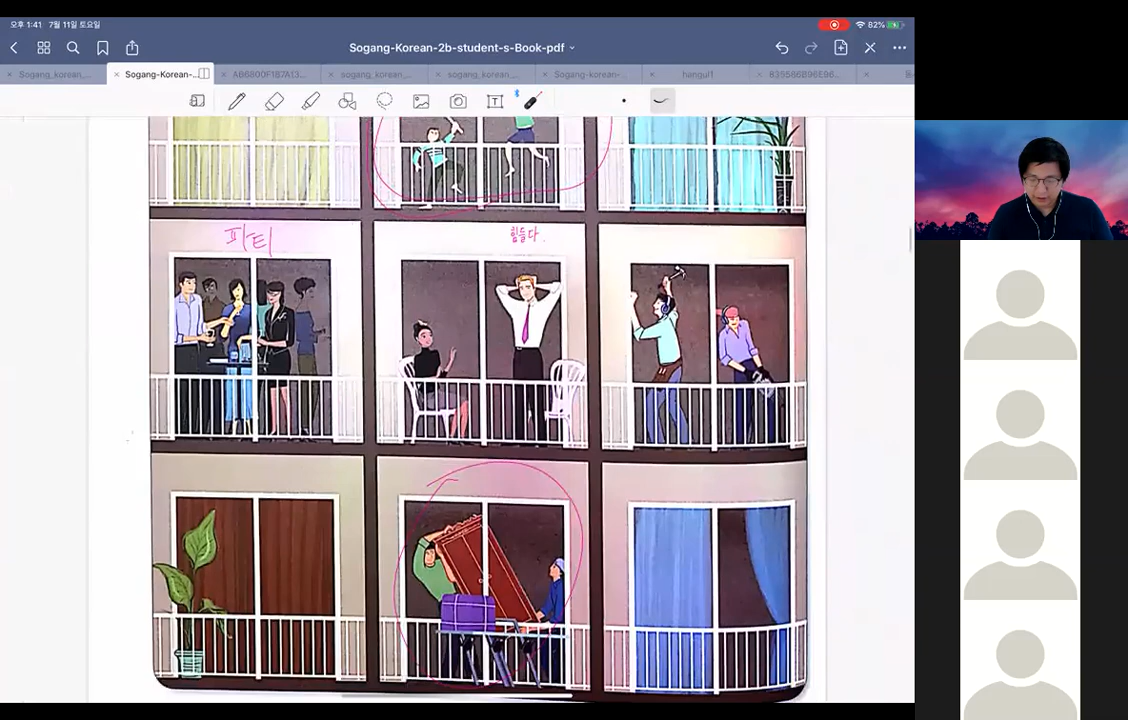 오후 1:41 7월 11일 토요일
82%
Sogang-Korean-2b-student-s-Book-pdf
Sogang_korean_...
Sogang-Korean-...
AB6800F187A13...
sogang_korean_...
sogang_korean_...
Sogang-korean-...
hangul1
835566B96E96...
T
파티
힘들다.